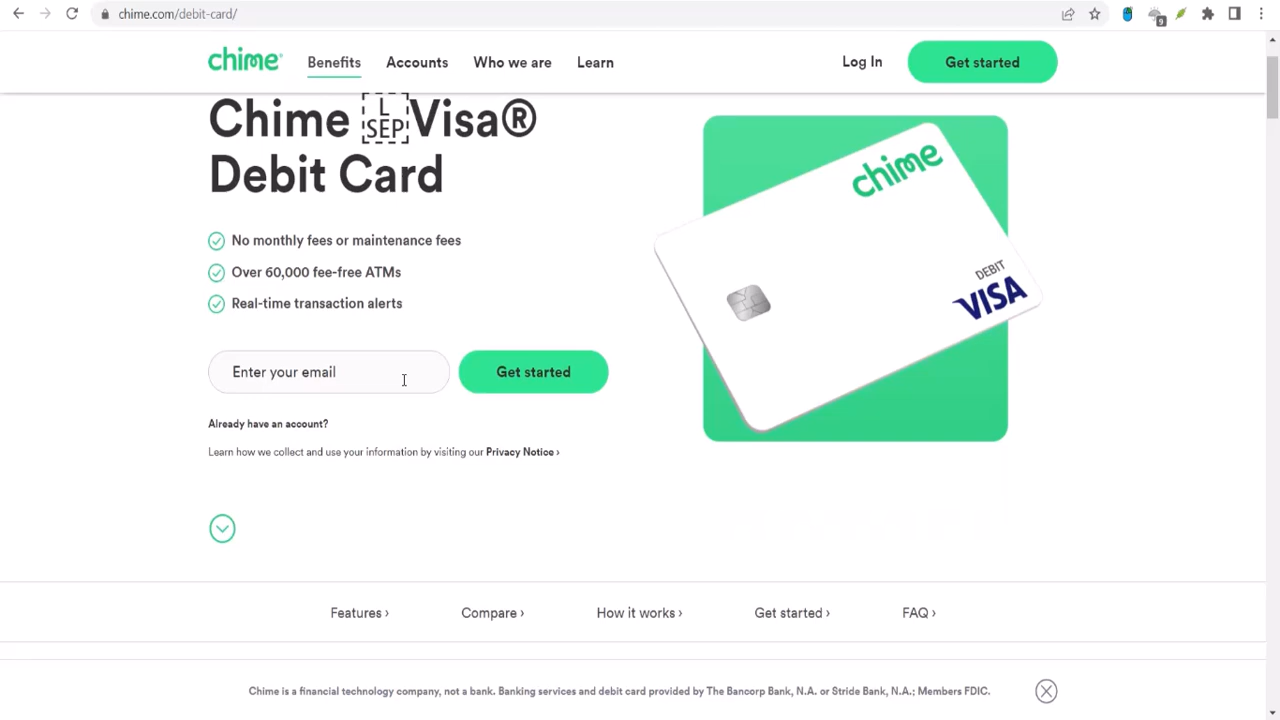 chime.com/debit-card/
9
chime
Benefits
Accounts
Who we are
Learn
Log In
Get started
Chime L SEP Visa®
Debit Card
No monthly fees or maintenance fees
Over 60,000 fee-free ATMs
Real-time transaction alerts
Enter your email
Get started
Already have an account?
Learn how we collect and use your information by visiting our Privacy Notice ›
chime
DEBIT
VISA
Features ›
Compare ›
How it works ›
Get started ›
FAQ ›
Chime is a financial technology company, not a bank. Banking services and debit card provided by The Bancorp Bank, N.A. or Stride Bank, N.A.; Members FDIC.